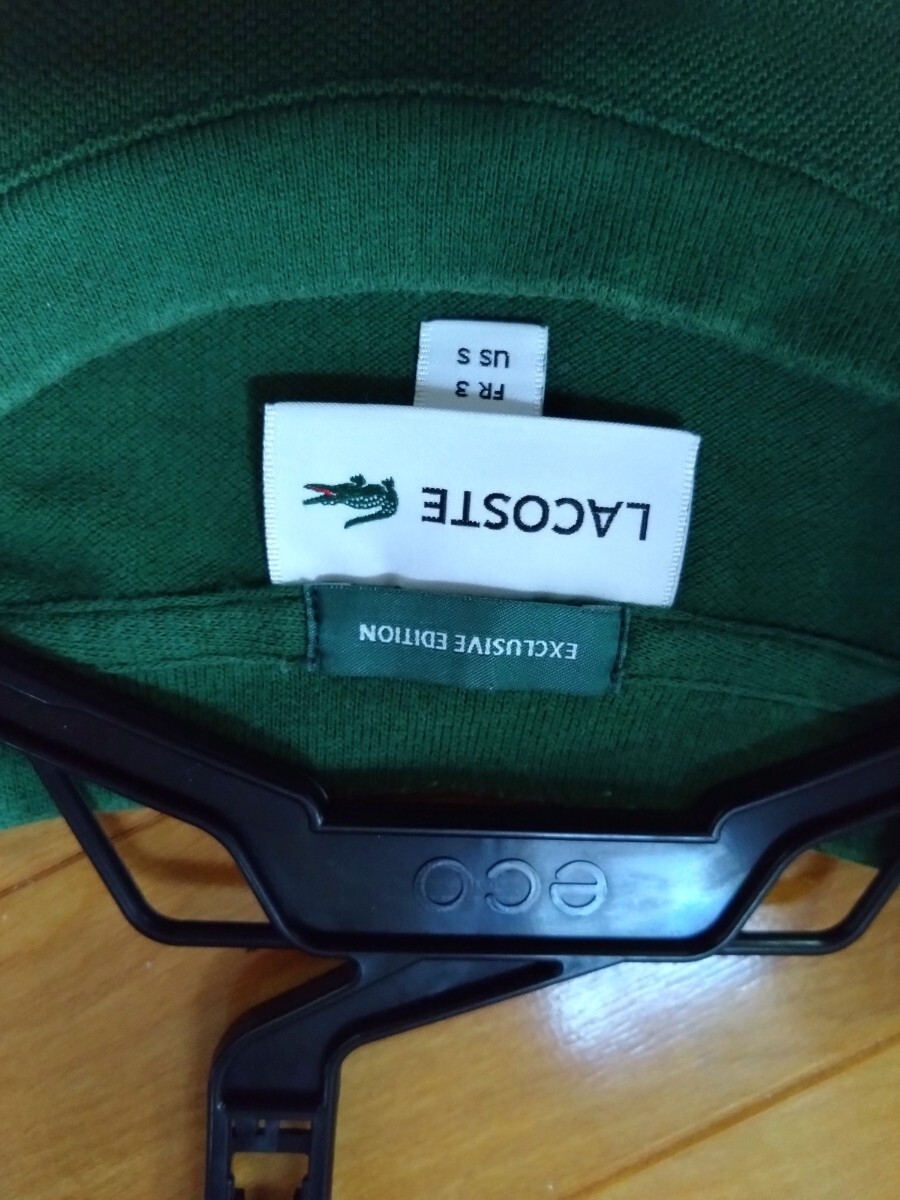 eco
EXCLUSIVE EDITION
LACOSTE
FR 3
US S